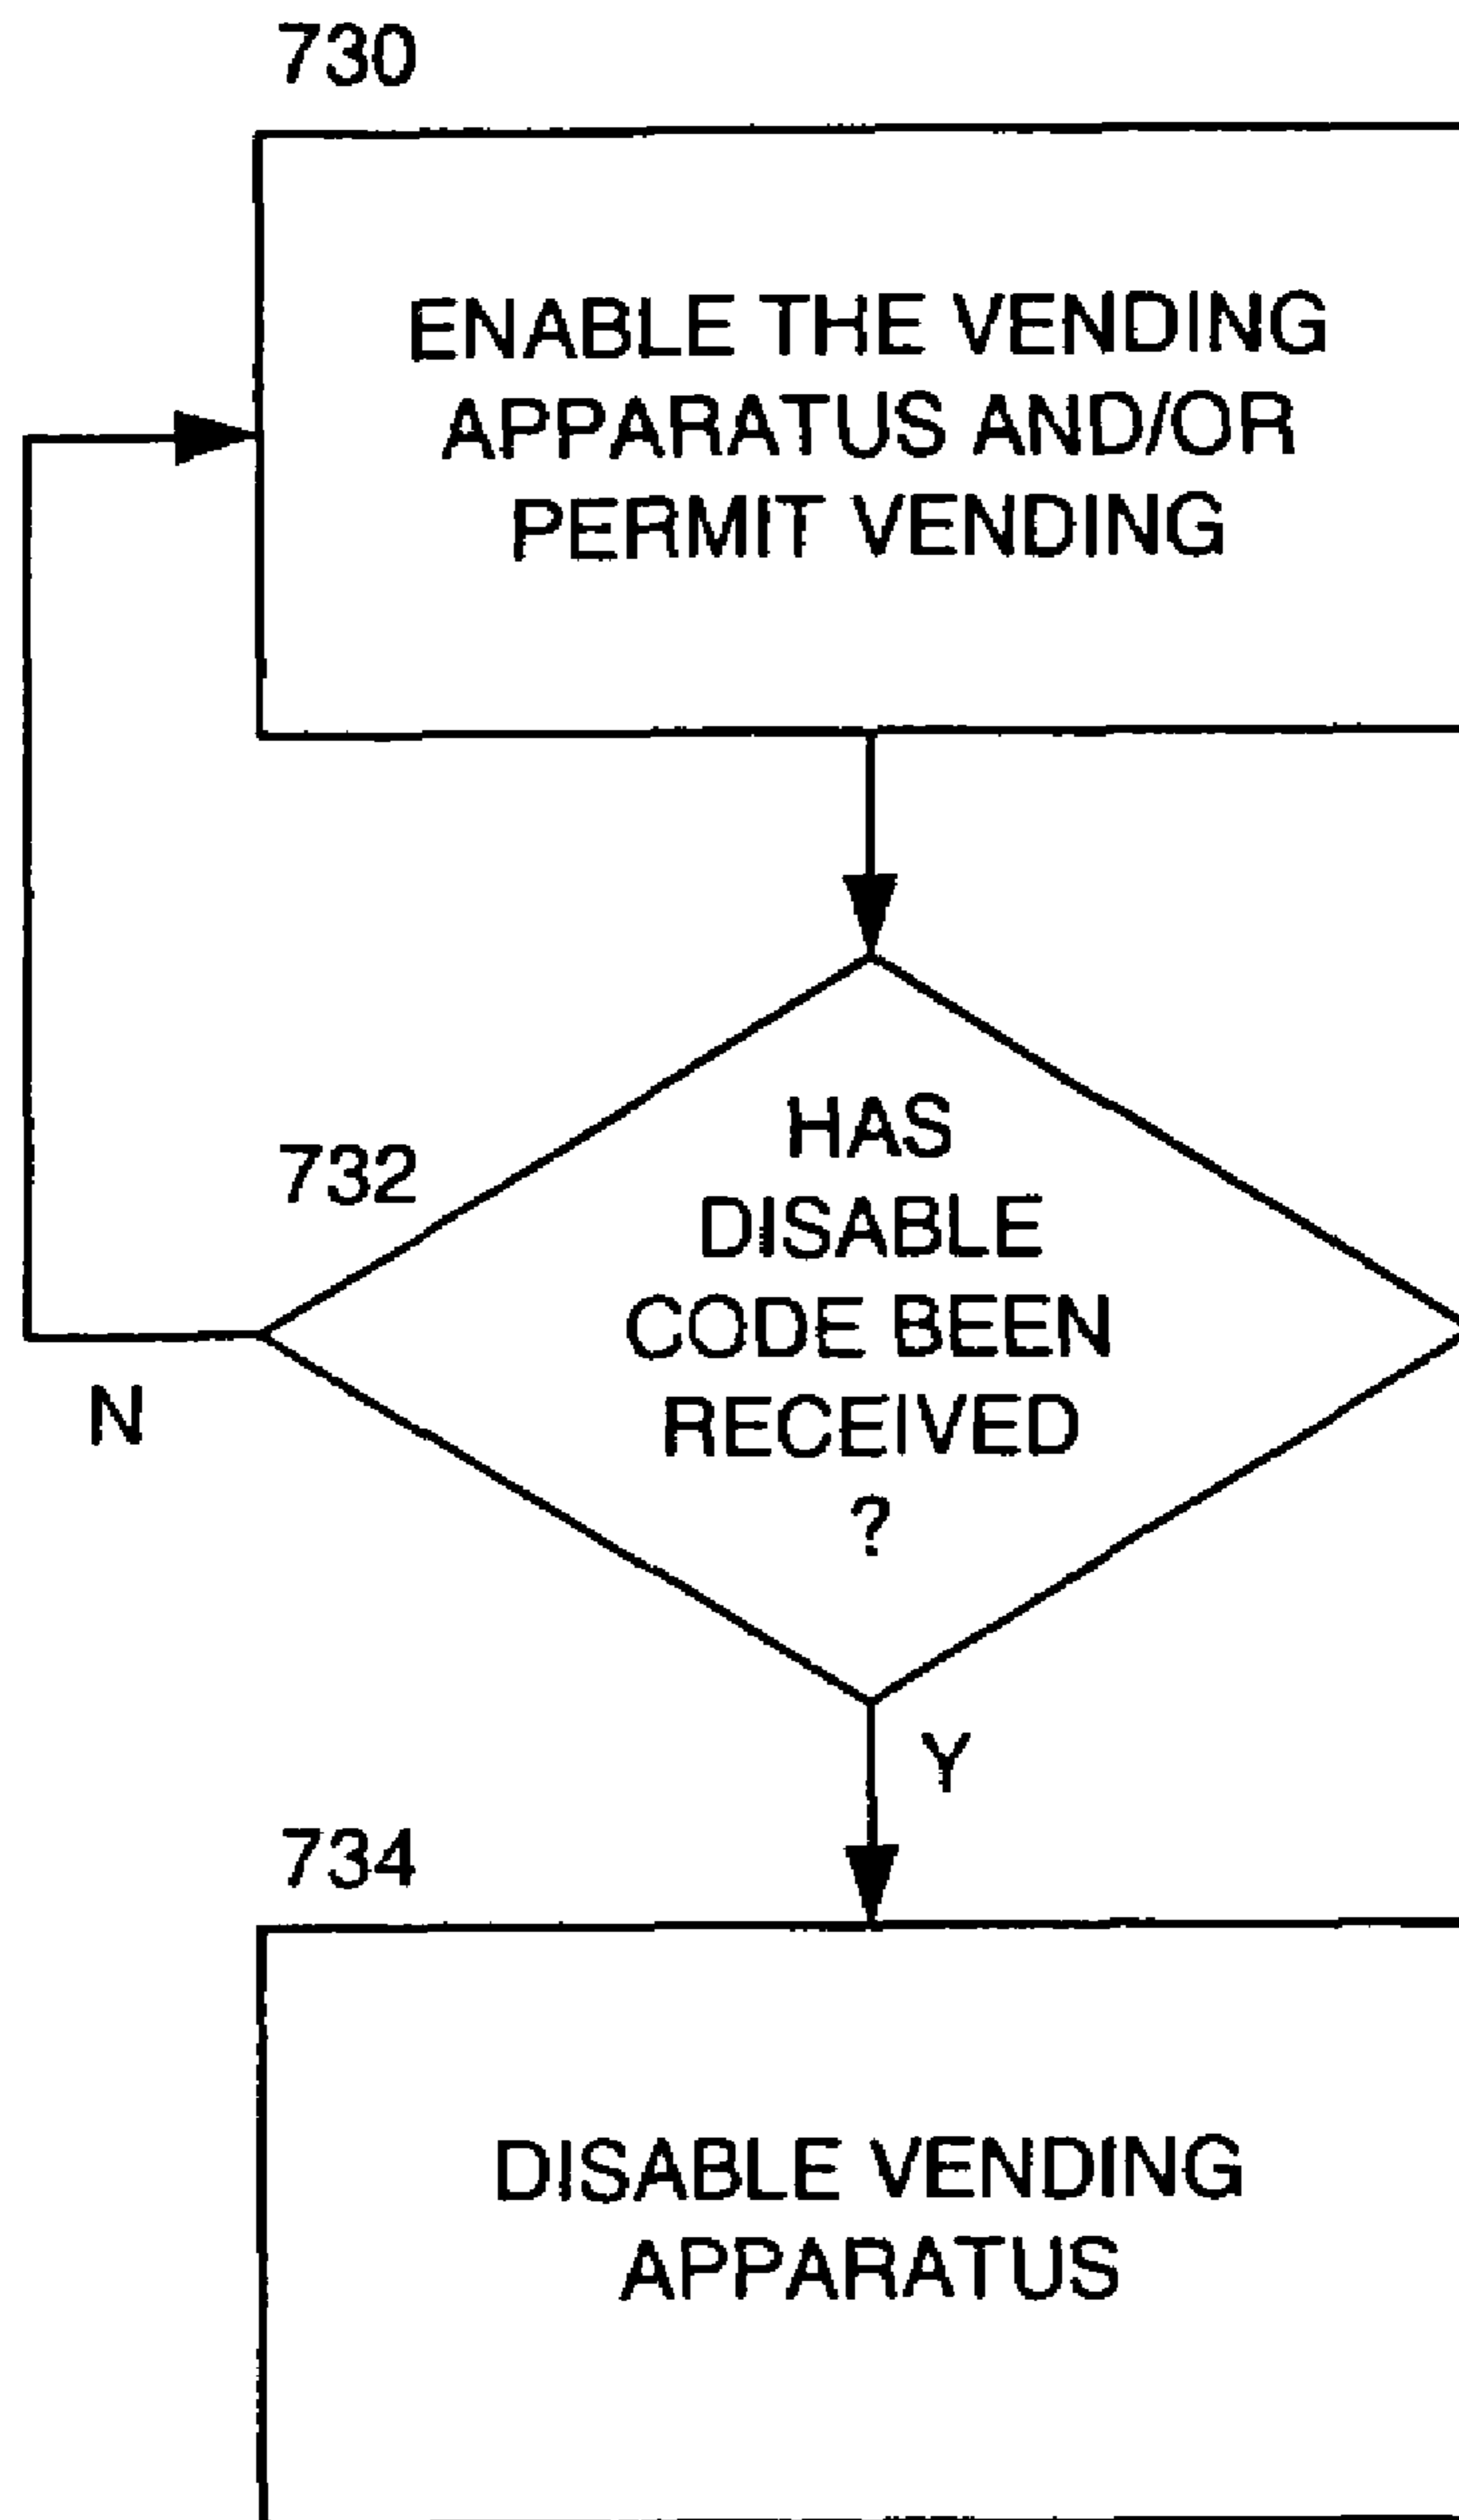 730
ENABLE THE VENDING
APPARATUS AND/OR
PERMIT VENDING
732
HAS
DISABLE
CODE BEEN
RECEIVED
?
N
Y
734
DISABLE VENDING
APPARATUS